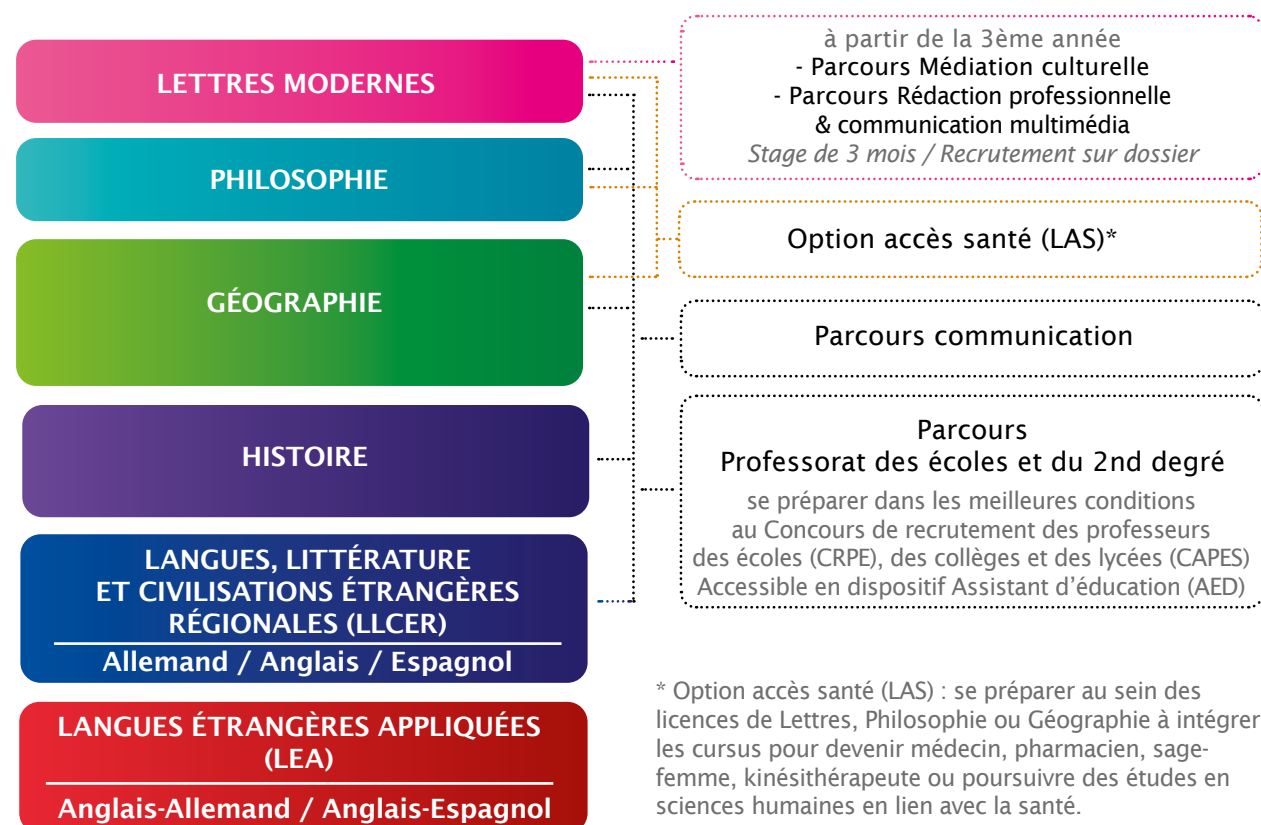 LETTRES MODERNES
PHILOSOPHIE
GÉOGRAPHIE
HISTOIRE
LANGUES, LITTÉRATURE
ET CIVILISATIONS ÉTRANGÈRES
RÉGIONALES (LLCER)
Allemand / Anglais / Espagnol
LANGUES ÉTRANGÈRES APPLIQUÉES
(LEA)
Anglais-Allemand / Anglais-Espagnol
à partir de la 3ème année
- Parcours Médiation culturelle
- Parcours Rédaction professionnelle
& communication multimédia
Stage de 3 mois / Recrutement sur dossier
Option accès santé (LAS)*
Parcours communication
Parcours
Professorat des écoles et du 2nd degré
se préparer dans les meilleures conditions
au Concours de recrutement des professeurs
des écoles (CRPE), des collèges et des lycées (CAPES)
Accessible en dispositif Assistant d'éducation (AED)
* Option accès santé (LAS) : se préparer au sein des
licences de Lettres, Philosophie ou Géographie à intégrer
les cursus pour devenir médecin, pharmacien, sage-
femme, kinésithérapeute ou poursuivre des études en
sciences humaines en lien avec la santé.